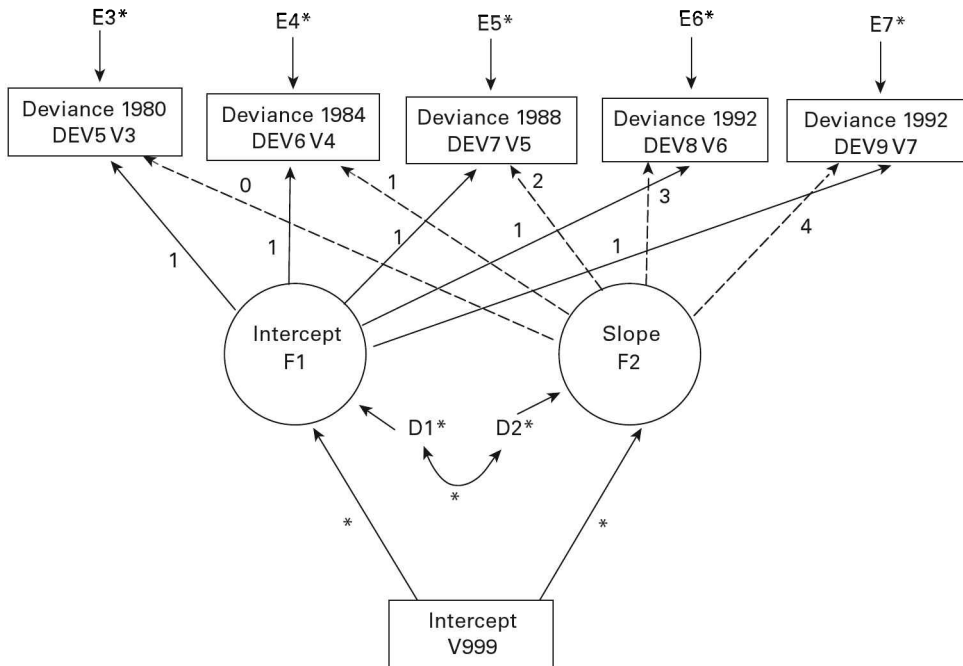 E3*
E4*
E5*
E6*
E7*
Deviance 1980
DEV5 V3
Deviance 1984
DEV6 V4
Deviance 1988
DEV7 V5
Deviance 1992
DEV8 V6
Deviance 1992
DEV9 V7
0
1
2
3
4
1
1
1
1
1
Intercept
F1
Slope
F2
D1*
D2*
*
*
*
Intercept
V999